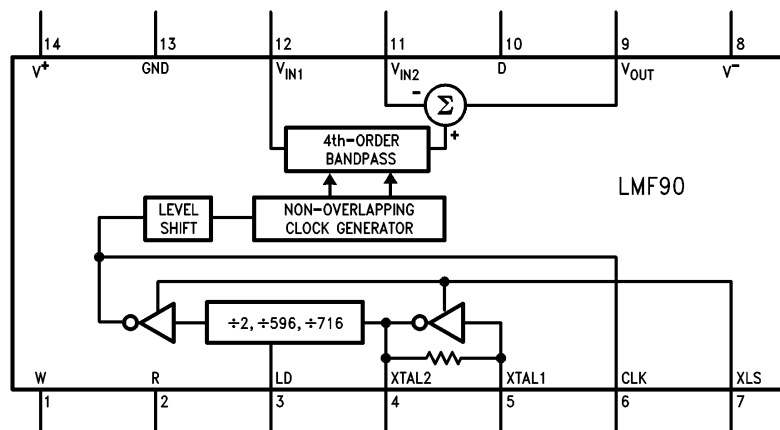 14 13 12 11 10 9 8
V+ GND VIN1 VIN2 D VOUT V−
− Σ
+
4th-ORDER
BANDPASS
LMF90
LEVEL
SHIFT
NON-OVERLAPPING
CLOCK GENERATOR
÷2, ÷596, ÷716
W R LD XTAL2 XTAL1 CLK XLS
1 2 3 4 5 6 7